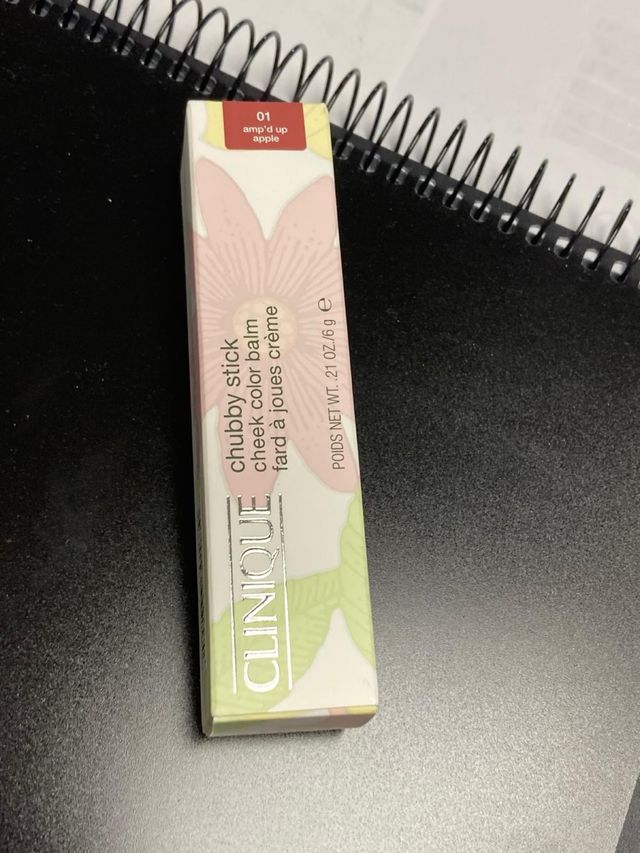 01
amp'd up
apple
chubby stick
cheek color balm
fard à joues crème
POIDS NET WT. .21 OZ./6 g ℮
CLINIQUE